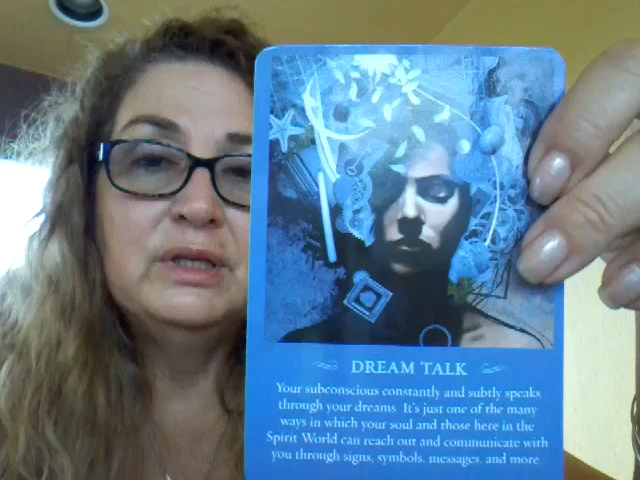 DREAM TALK
Your subconscious constantly and subtly speaks
through your dreams. It's just one of the many
ways in which your soul and those here in the
Spirit World can reach out and communicate with
you through signs, symbols, messages, and more.